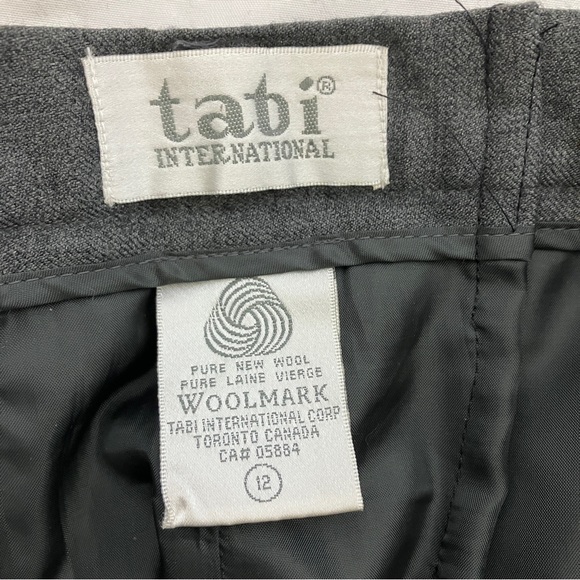 tabi®
INTERNATIONAL
PURE NEW WOOL
PURE LAINE VIERGE
WOOLMARK
TABI INTERNATIONAL CORP
TORONTO CANADA
CA# 05884
12